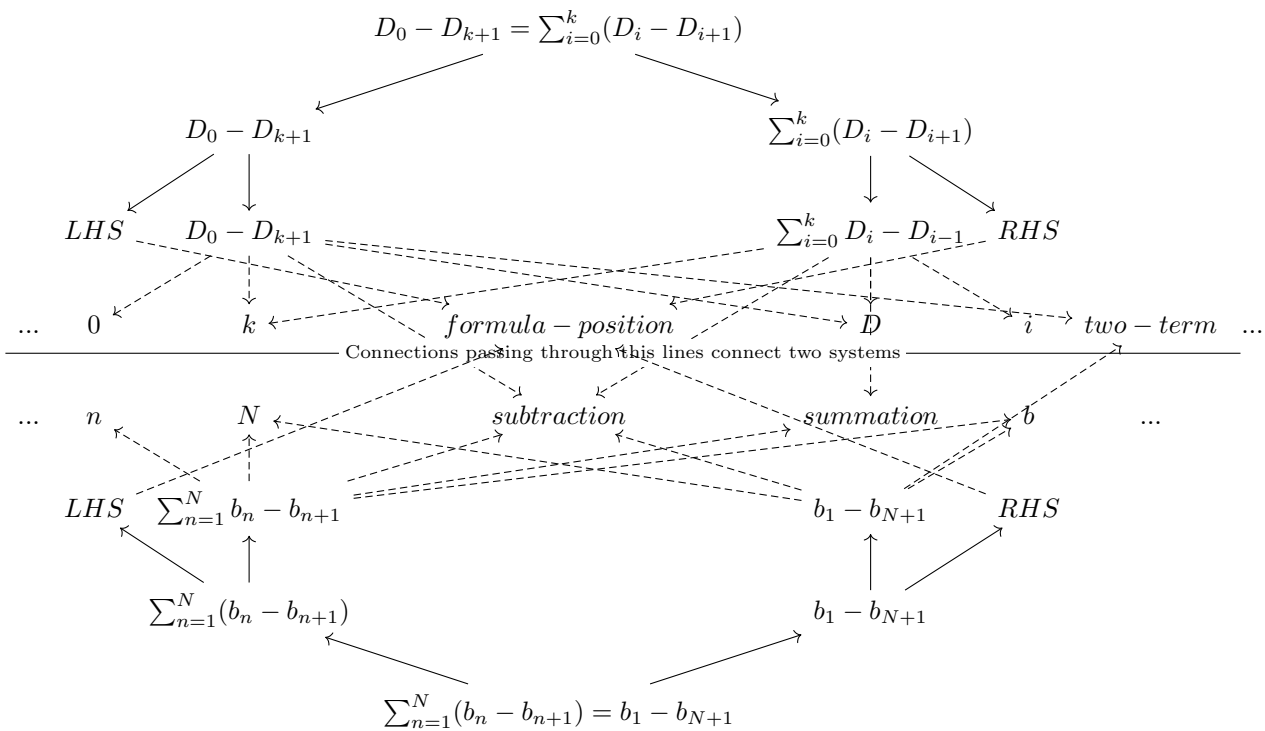 $D_0 - D_{k+1} = \sum_{i=0}^{k}(D_i - D_{i+1})$
$D_0 - D_{k+1}$ $\sum_{i=0}^{k}(D_i - D_{i+1})$
LHS $D_0 - D_{k+1}$ $\sum_{i=0}^{k} D_i - D_{i-1}$ RHS
... 0 k formula − position D i two − term ...
Connections passing through this lines connect two systems
... n N subtraction summation b ...
LHS $\sum_{n=1}^{N} b_n - b_{n+1}$ $b_1 - b_{N+1}$ RHS
$\sum_{n=1}^{N}(b_n - b_{n+1})$ $b_1 - b_{N+1}$
$\sum_{n=1}^{N}(b_n - b_{n+1}) = b_1 - b_{N+1}$